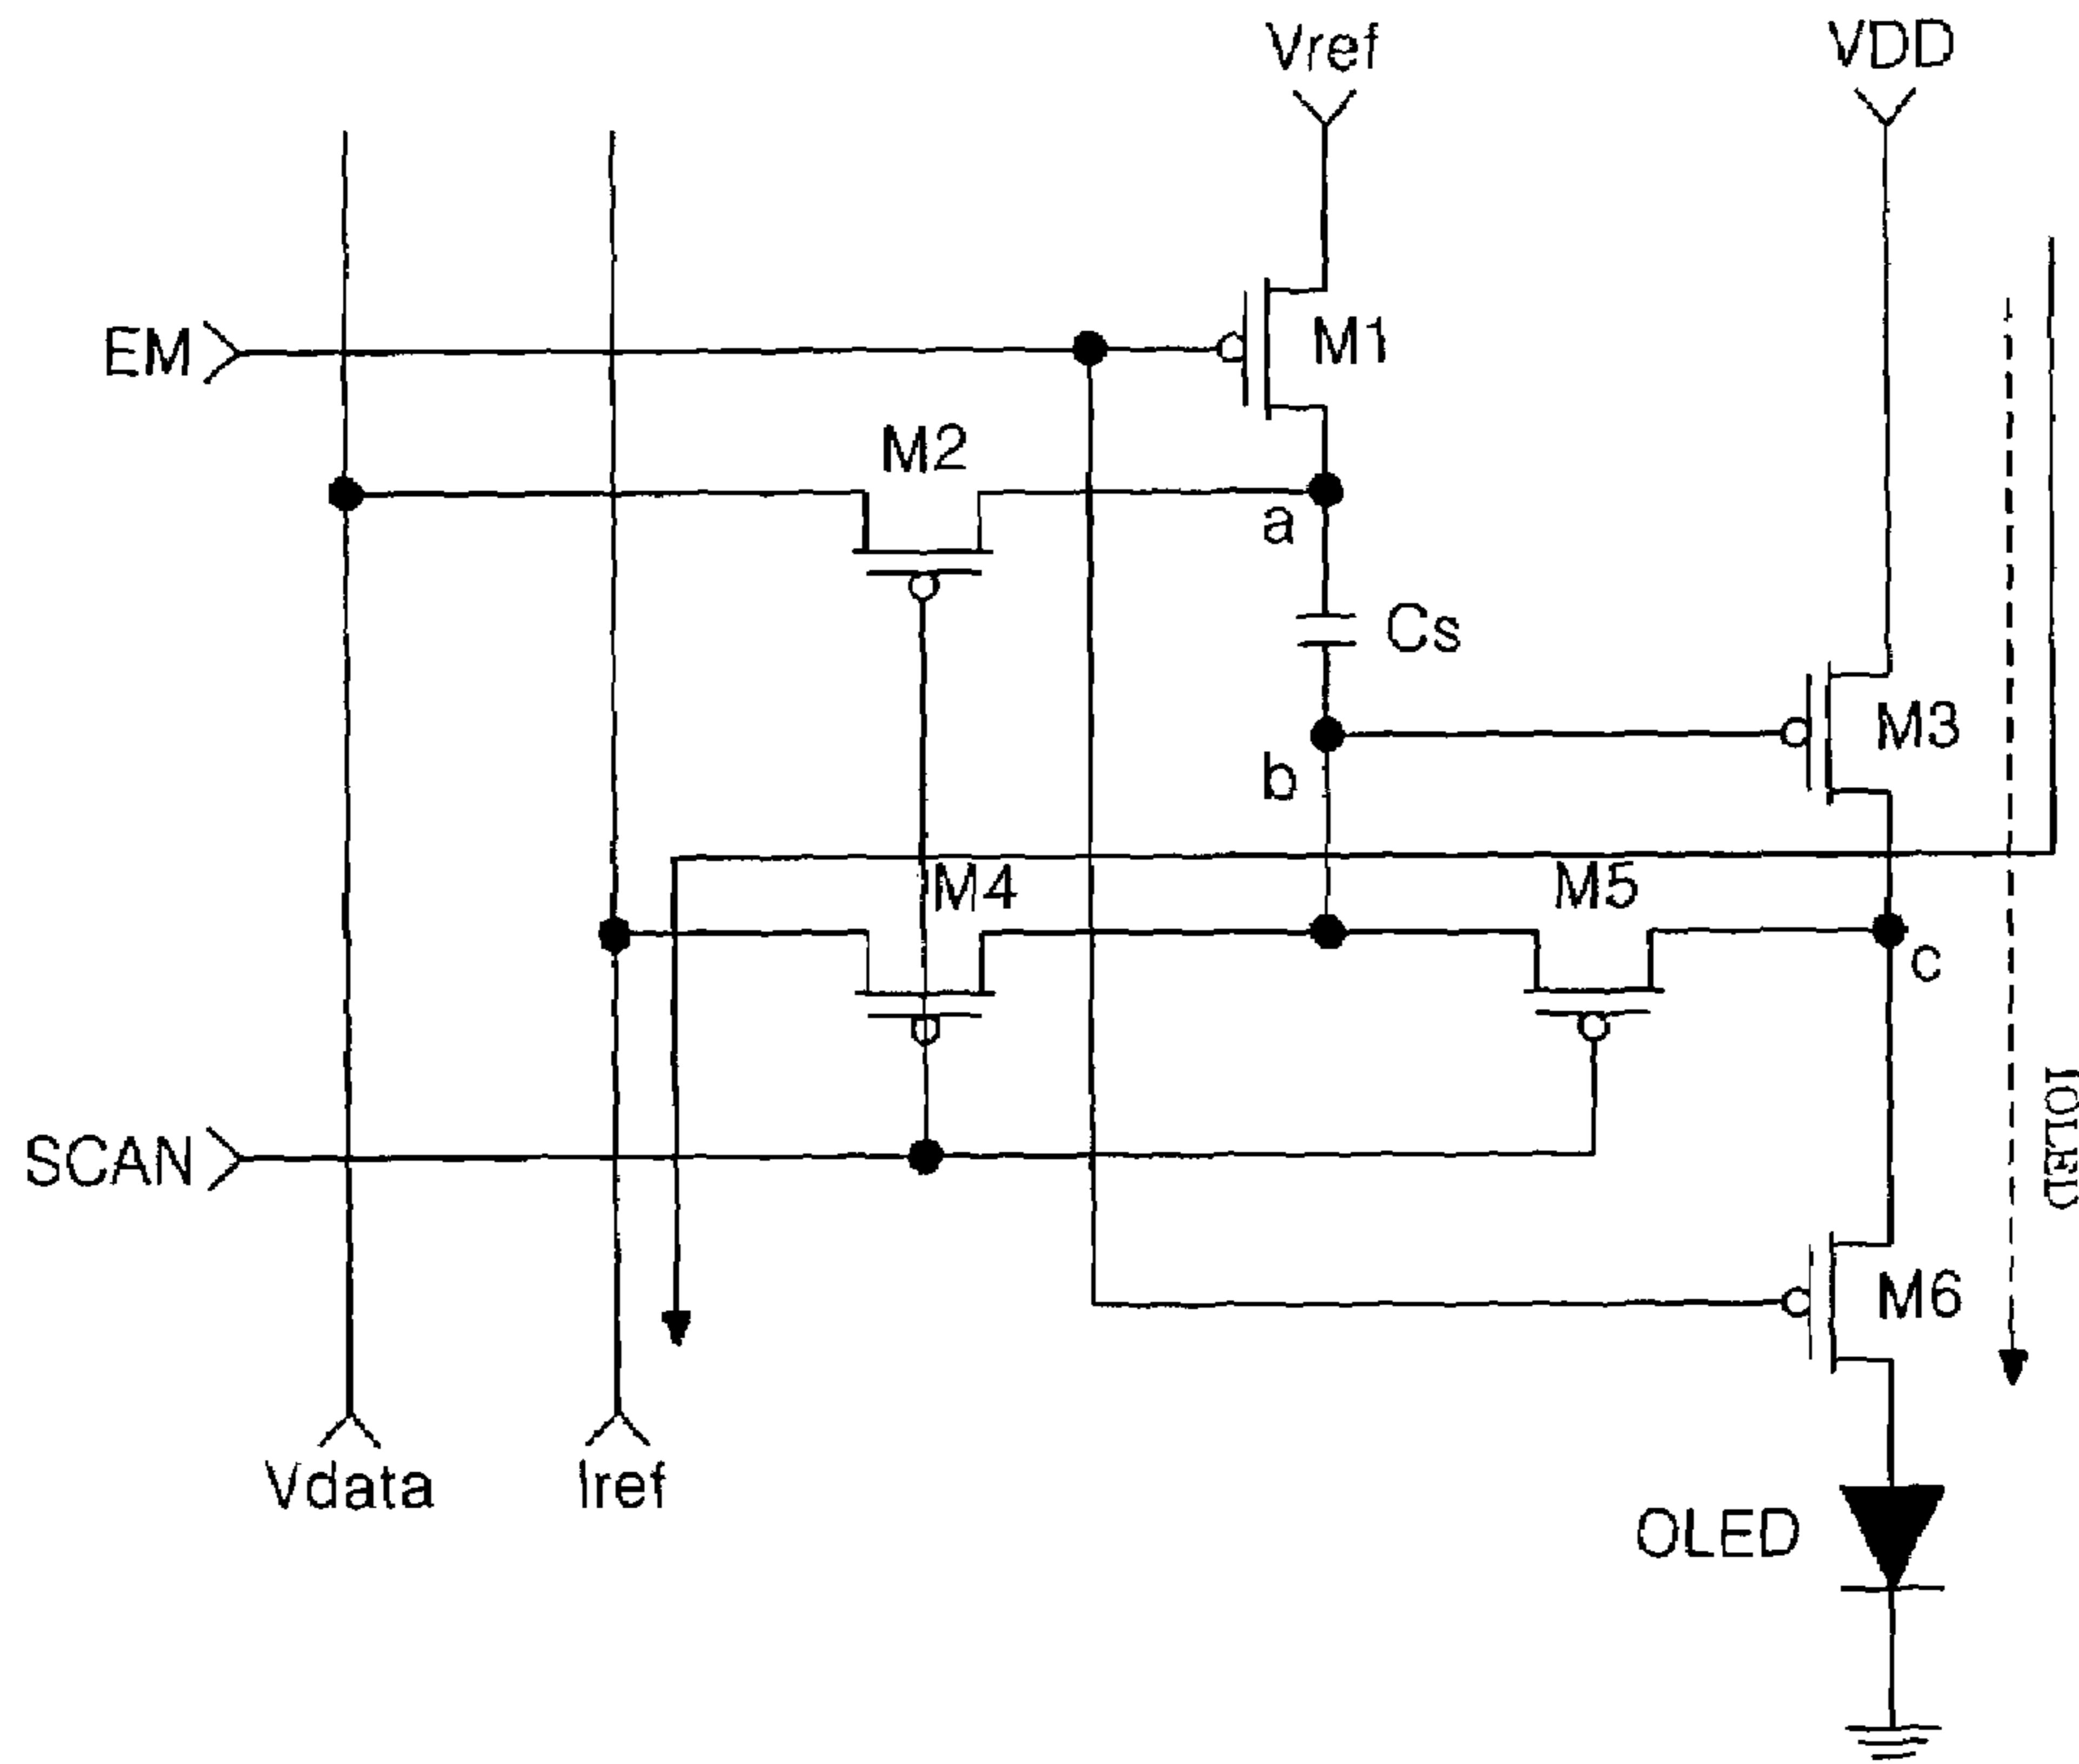 Vref
VDD
EM
M1
M2
a
Cs
M3
b
M4
M5
c
IOLED
SCAN
M6
Vdata
Iref
OLED